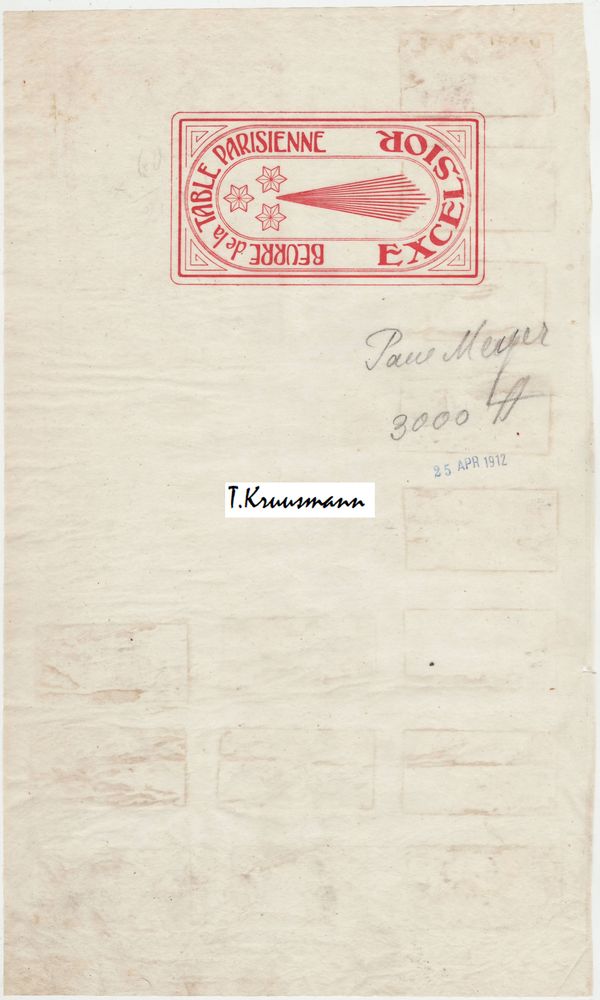 BEURRE de la TABLE PARISIENNE
EXCELSIOR
Paul Meyer
3000
25 APR 1912
T.Kruusmann